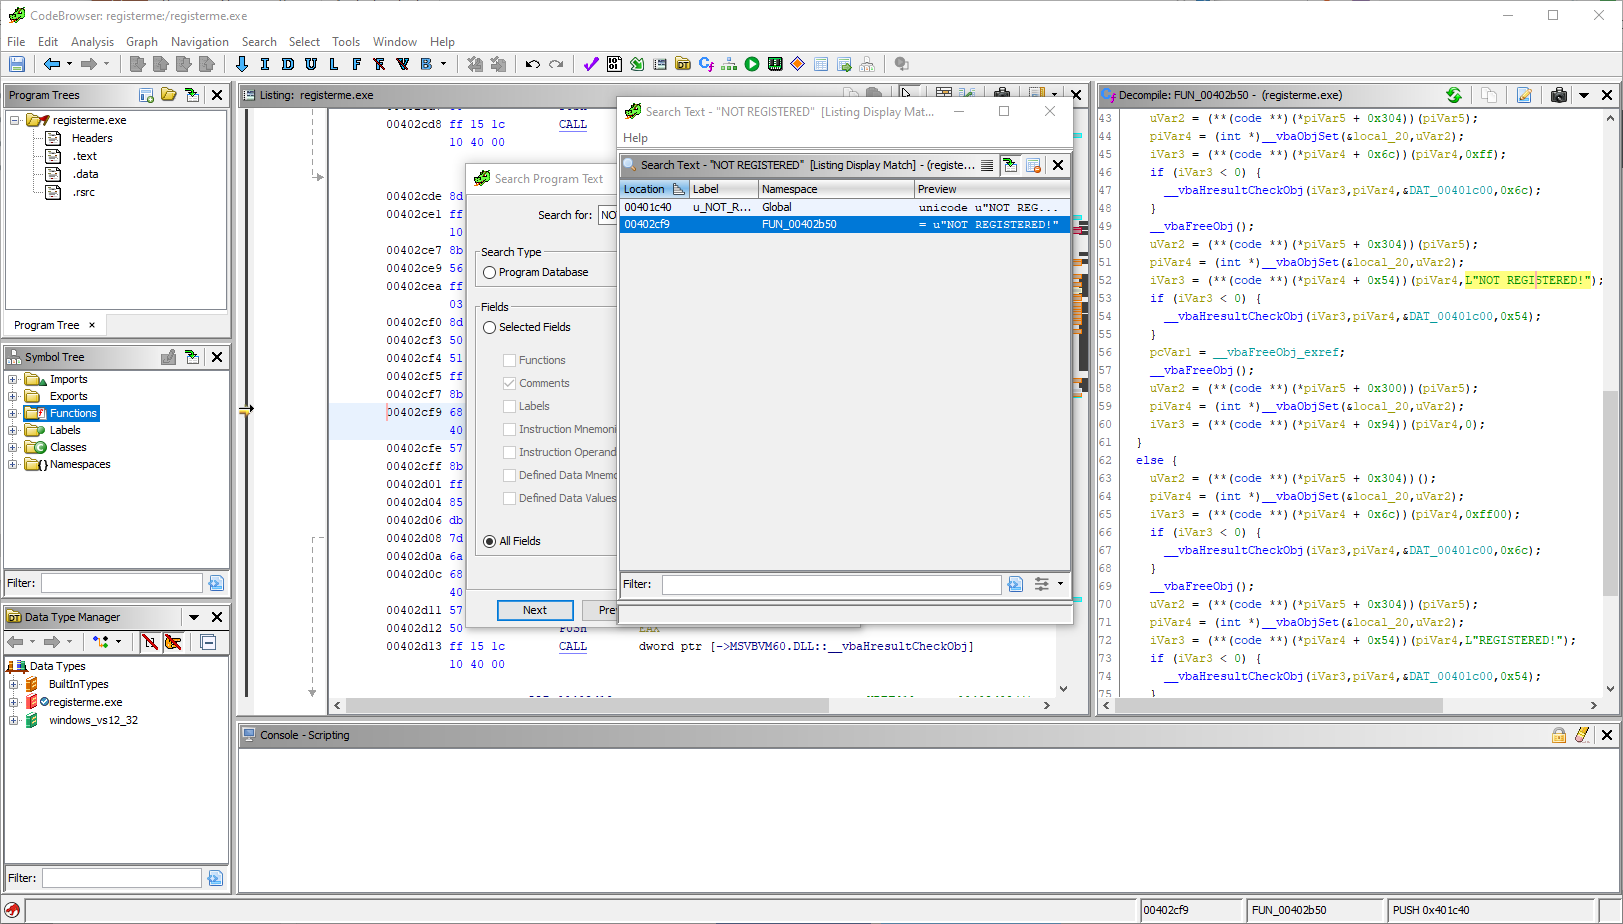 CodeBrowser: registerme:/registerme.exe
File Edit Analysis Graph Navigation Search Select Tools Window Help
I D U L F B
Program Trees
registerme.exe
Headers
.text
.data
.rsrc
Program Tree ×
Symbol Tree
Imports
Exports
Functions
Labels
Classes
Namespaces
Filter:
Data Type Manager
Data Types
BuiltInTypes
registerme.exe
windows_vs12_32
Filter:
Listing: registerme.exe
00402cd8 ff 15 1c CALL
10 40 00
00402cde 8d
00402ce1 ff
10
00402ce7 8b
00402ce9 56
00402cea ff
03
00402cf0 8d
00402cf3 50
00402cf4 51
00402cf5 ff
00402cf7 8b
00402cf9 68
40
00402cfe 57
00402cff 8b
00402d01 ff
00402d04 85
00402d06 db
00402d08 7d
00402d0a 6a
00402d0c 68
40
00402d11 57
00402d12 50 PUSH EAX
00402d13 ff 15 1c CALL dword ptr [->MSVBVM60.DLL::__vbaHresultCheckObj]
10 40 00
Search Program Text
Search for: NO
Search Type
Program Database
Fields
Selected Fields
Functions
Comments
Labels
Instruction Mnemoni
Instruction Operand
Defined Data Mnemo
Defined Data Values
All Fields
Next
Pre
Search Text - "NOT REGISTERED" [Listing Display Mat...
Help
Search Text - "NOT REGISTERED" [Listing Display Match] - (registe...
Location Label Namespace Preview
00401c40 u_NOT_R... Global unicode u"NOT REG...
00402cf9 FUN_00402b50 = u"NOT REGISTERED!"
Filter:
Decompile: FUN_00402b50 - (registerme.exe)
43 uVar2 = (**(code **)(*piVar5 + 0x304))(piVar5);
44 piVar4 = (int *)__vbaObjSet(&local_20,uVar2);
45 iVar3 = (**(code **)(*piVar4 + 0x6c))(piVar4,0xff);
46 if (iVar3 < 0) {
47 __vbaHresultCheckObj(iVar3,piVar4,&DAT_00401c00,0x6c);
48 }
49 __vbaFreeObj();
50 uVar2 = (**(code **)(*piVar5 + 0x304))(piVar5);
51 piVar4 = (int *)__vbaObjSet(&local_20,uVar2);
52 iVar3 = (**(code **)(*piVar4 + 0x54))(piVar4,L"NOT REGISTERED!");
53 if (iVar3 < 0) {
54 __vbaHresultCheckObj(iVar3,piVar4,&DAT_00401c00,0x54);
55 }
56 pcVar1 = __vbaFreeObj_exref;
57 __vbaFreeObj();
58 uVar2 = (**(code **)(*piVar5 + 0x300))(piVar5);
59 piVar4 = (int *)__vbaObjSet(&local_20,uVar2);
60 iVar3 = (**(code **)(*piVar4 + 0x94))(piVar4,0);
61 }
62 else {
63 uVar2 = (**(code **)(*piVar5 + 0x304))();
64 piVar4 = (int *)__vbaObjSet(&local_20,uVar2);
65 iVar3 = (**(code **)(*piVar4 + 0x6c))(piVar4,0xff00);
66 if (iVar3 < 0) {
67 __vbaHresultCheckObj(iVar3,piVar4,&DAT_00401c00,0x6c);
68 }
69 __vbaFreeObj();
70 uVar2 = (**(code **)(*piVar5 + 0x304))(piVar5);
71 piVar4 = (int *)__vbaObjSet(&local_20,uVar2);
72 iVar3 = (**(code **)(*piVar4 + 0x54))(piVar4,L"REGISTERED!");
73 if (iVar3 < 0) {
74 __vbaHresultCheckObj(iVar3,piVar4,&DAT_00401c00,0x54);
75 }
Console - Scripting
00402cf9 FUN_00402b50 PUSH 0x401c40